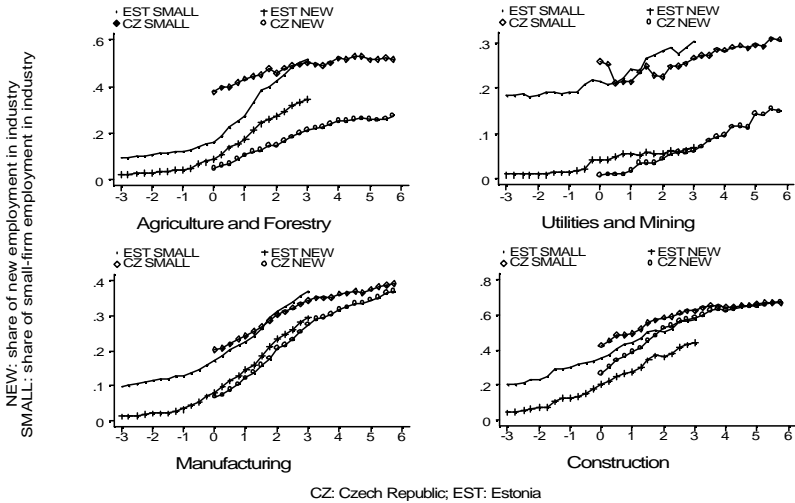 EST SMALL EST NEW
CZ SMALL CZ NEW
.6
.4
.2
0
-3 -2 -1 0 1 2 3 4 5 6
Agriculture and Forestry
EST SMALL EST NEW
CZ SMALL CZ NEW
.3
.2
.1
0
-3 -2 -1 0 1 2 3 4 5 6
Utilities and Mining
NEW: share of new employment in industry
SMALL: share of small-firm employment in industry
EST SMALL EST NEW
CZ SMALL CZ NEW
.4
.3
.2
.1
0
-3 -2 -1 0 1 2 3 4 5 6
Manufacturing
EST SMALL EST NEW
CZ SMALL CZ NEW
.8
.6
.4
.2
0
-3 -2 -1 0 1 2 3 4 5 6
Construction
CZ: Czech Republic; EST: Estonia